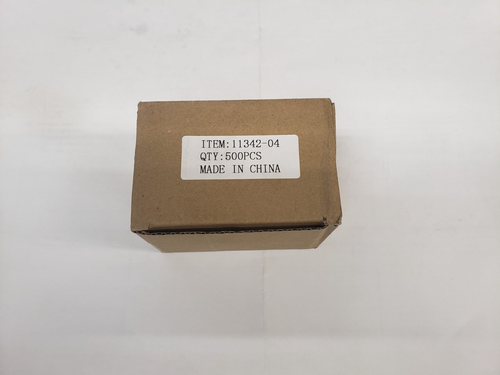 ITEM:11342-04
QTY:500PCS
MADE IN CHINA